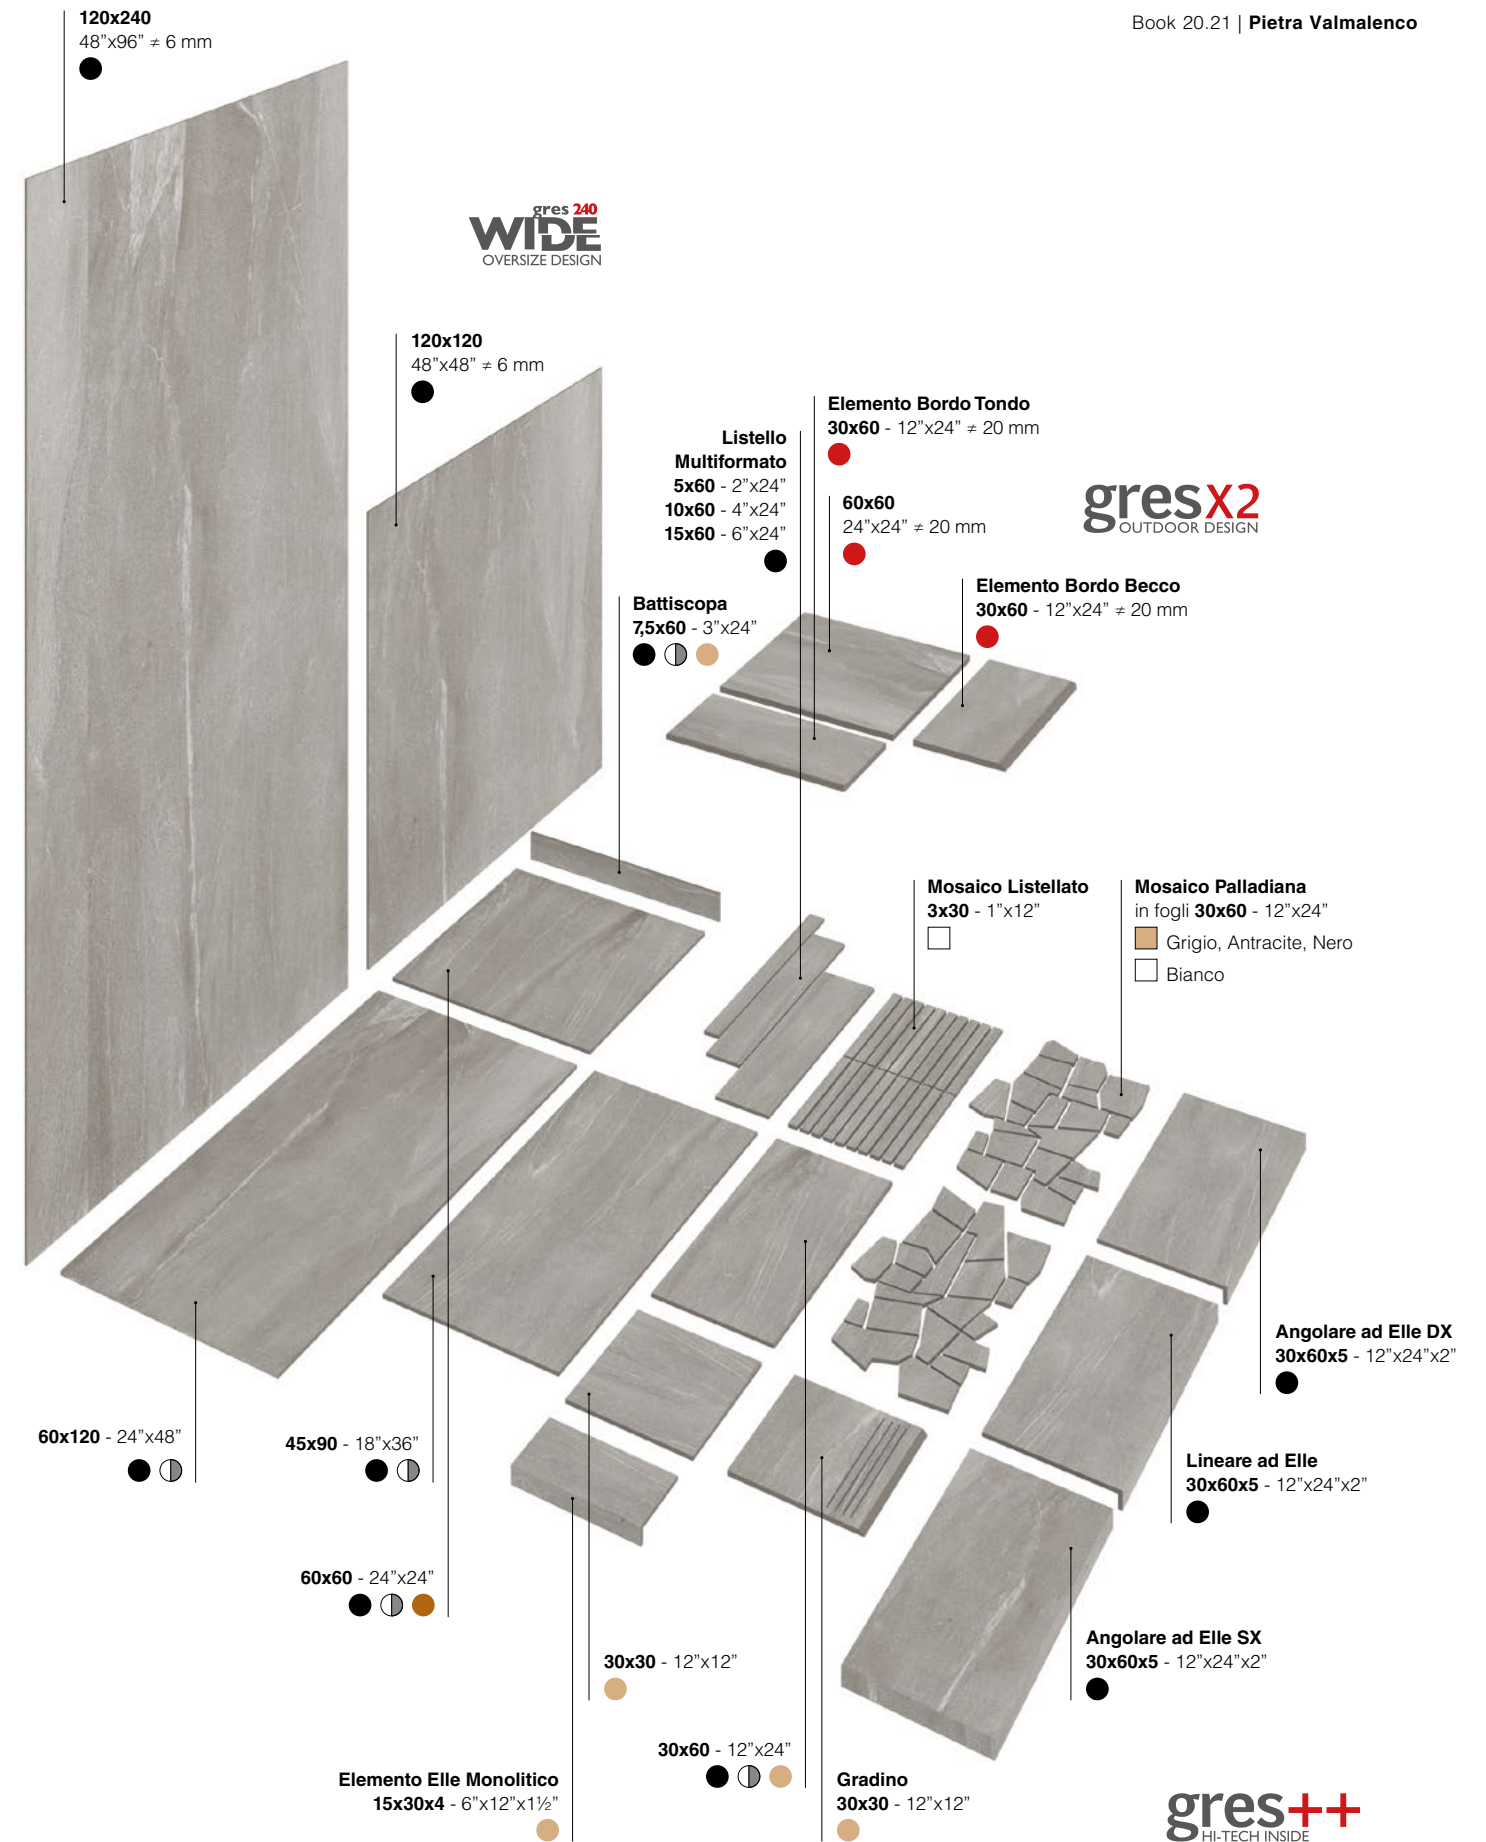 120x240
48”x96” ≠ 6 mm
Book 20.21 | Pietra Valmalenco
gres 240
WIDE
OVERSIZE DESIGN
120x120
48”x48” ≠ 6 mm
Elemento Bordo Tondo
30x60 - 12”x24” ≠ 20 mm
Listello
Multiformato
5x60 - 2”x24”
10x60 - 4”x24”
15x60 - 6”x24”
60x60
24”x24” ≠ 20 mm
gresx2
OUTDOOR DESIGN
Elemento Bordo Becco
30x60 - 12”x24” ≠ 20 mm
Battiscopa
7,5x60 - 3”x24”
Mosaico Listellato
3x30 - 1”x12”
Mosaico Palladiana
in fogli 30x60 - 12”x24”
Grigio, Antracite, Nero
Bianco
Angolare ad Elle DX
30x60x5 - 12”x24”x2”
60x120 - 24”x48”
45x90 - 18”x36”
Lineare ad Elle
30x60x5 - 12”x24”x2”
60x60 - 24”x24”
30x30 - 12”x12”
Angolare ad Elle SX
30x60x5 - 12”x24”x2”
30x60 - 12”x24”
Elemento Elle Monolitico
15x30x4 - 6”x12”x1½”
Gradino
30x30 - 12”x12”
gres++
HI-TECH INSIDE